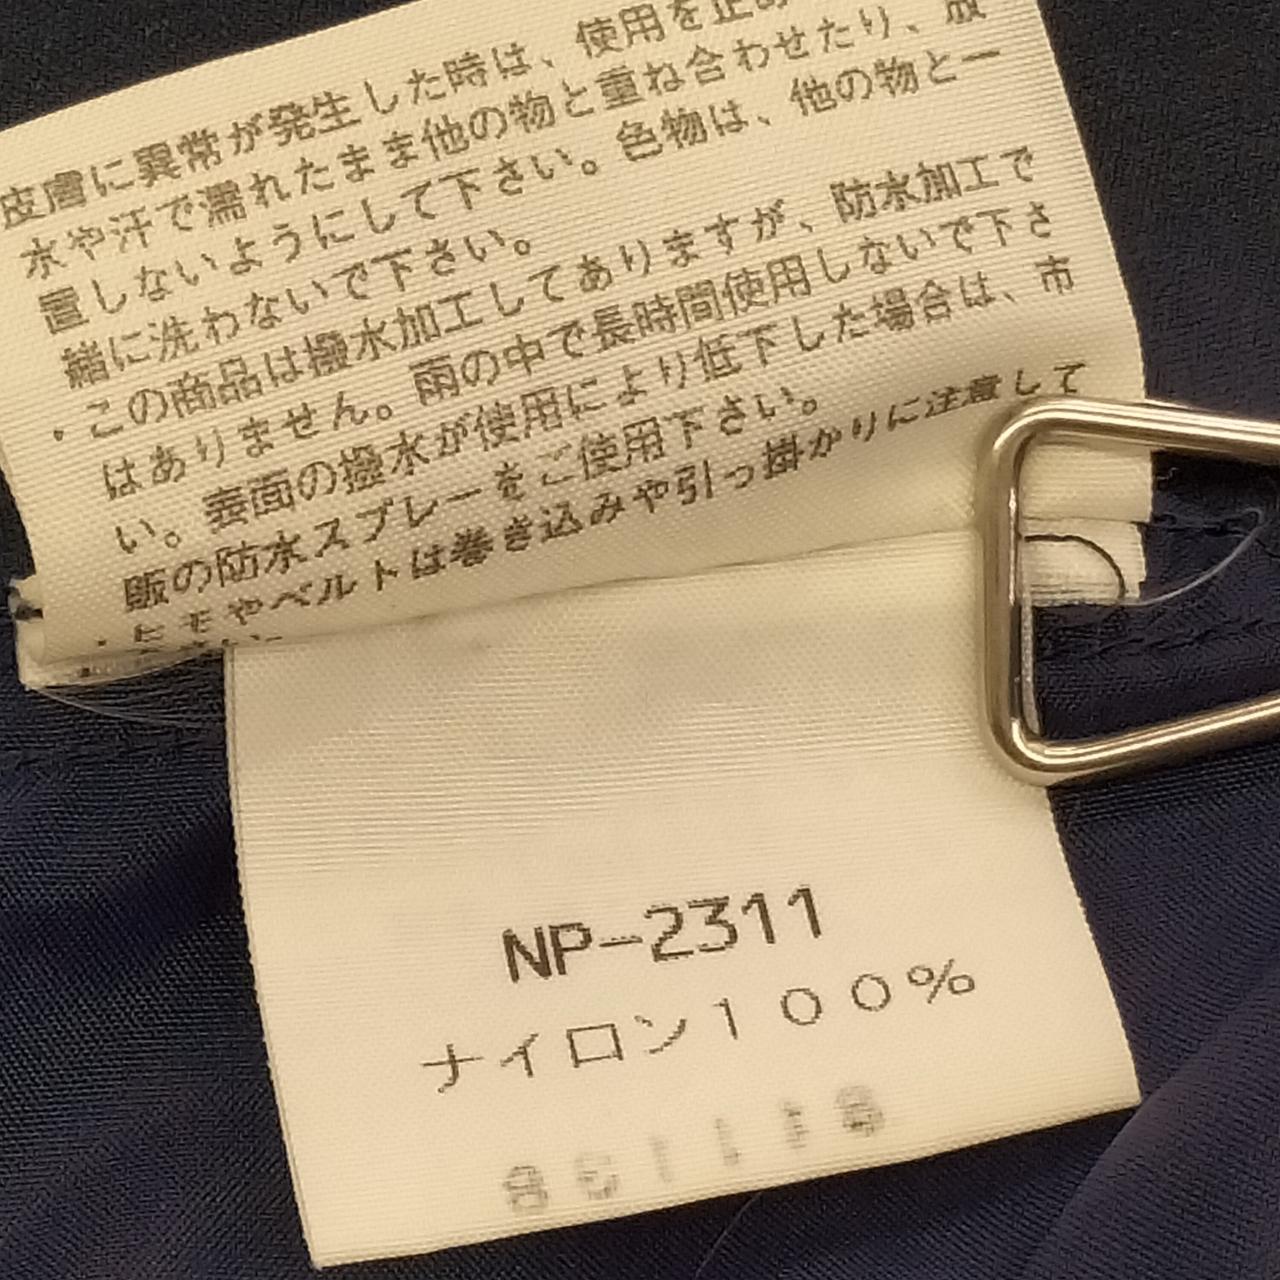 皮膚に異常が発生した時は、使用を止め
水や汗で濡れたまま他の物と重ね合わせたり、放
置しないようにして下さい。色物は、他の物と一
緒に洗わないで下さい。
・この商品は撥水加工してありますが、防水加工で
はありません。雨の中で長時間使用しないで下さ
い。表面の撥水が使用により低下した場合は、市
販の防水スプレーをご使用下さい。
・ヒモやベルトは巻き込みや引っ掛かりに注意して
NP-2311
ナイロン100%